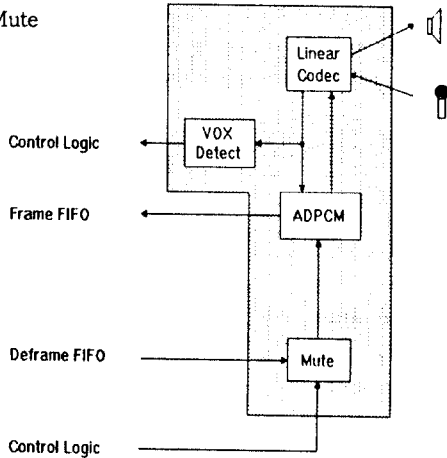 Mute
Linear
Codec
VOX
Detect
Control Logic
Frame FIFO
ADPCM
Deframe FIFO
Mute
Control Logic